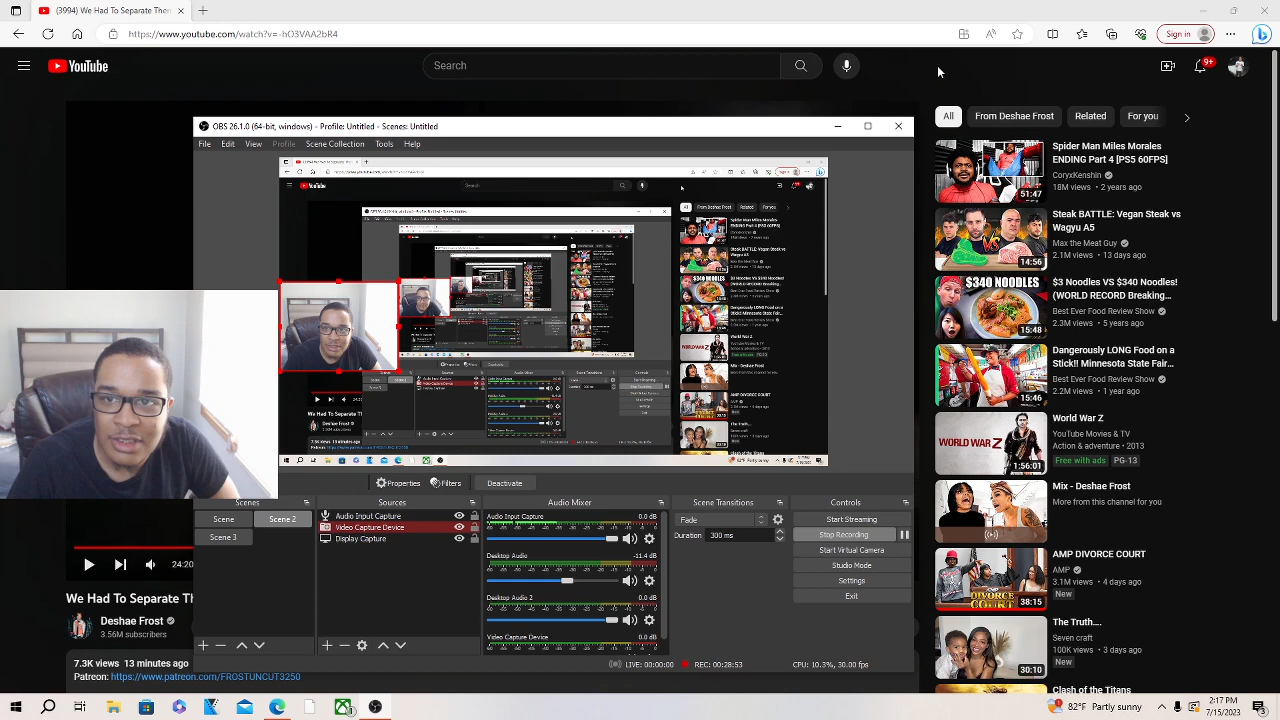 (3994) We Had To Separate Ther
https://www.youtube.com/watch?v=-hO3VAA2bR4
Sign in
YouTube
Search
9+
OBS 26.1.0 (64-bit, windows) - Profile: Untitled - Scenes: Untitled
File Edit View Profile Scene Collection Tools Help
All From Deshae Frost Related For you
Spider Man Miles Morales
ENDING Part 4 [PS5 60FPS]
CoryxKenshin
18M views • 2 years ago
51:47
Steak BATTLE: Vegan Steak vs
Wagyu A5
Max the Meat Guy
2.1M views • 13 days ago
14:56
$340 NOODLES
$3 Noodles VS $340 Noodles!
(WORLD RECORD Breaking...
Best Ever Food Review Show
2.3M views • 5 years ago
15:48
Dangerously LONG Food on a
Stick!! Minnesota State Fair...
Best Ever Food Review Show
2.2M views • 1 year ago
15:46
WORLD WAR Z
World War Z
YouTube Movies & TV
Action & adventure • 2013
Free with ads PG-13
1:56:01
Mix - Deshae Frost
More from this channel for you
DIVORCE COURT
AMP DIVORCE COURT
AMP
3.1M views • 4 days ago
New
38:15
The Truth....
Seven craft
100K views • 3 days ago
New
30:10
Clash of the Titans
Properties Filters Deactivate
Scenes
Scene Scene 2
Scene 3
Sources
Audio Input Capture
Video Capture Device
Display Capture
Audio Mixer
Audio Input Capture 0.0 dB
Desktop Audio -11.4 dB
Desktop Audio 2 0.0 dB
Video Capture Device 0.0 dB
Scene Transitions
Fade
Duration 300 ms
Controls
Start Streaming
Stop Recording
Start Virtual Camera
Studio Mode
Settings
Exit
LIVE: 00:00:00 REC: 00:28:53 CPU: 10.3%, 30.00 fps
24:20
We Had To Separate Th
Deshae Frost
3.56M subscribers
7.3K views 13 minutes ago
Patreon: https://www.patreon.com/FROSTUNCUT3250
82°F Partly sunny
2:17 PM
7/15/2023